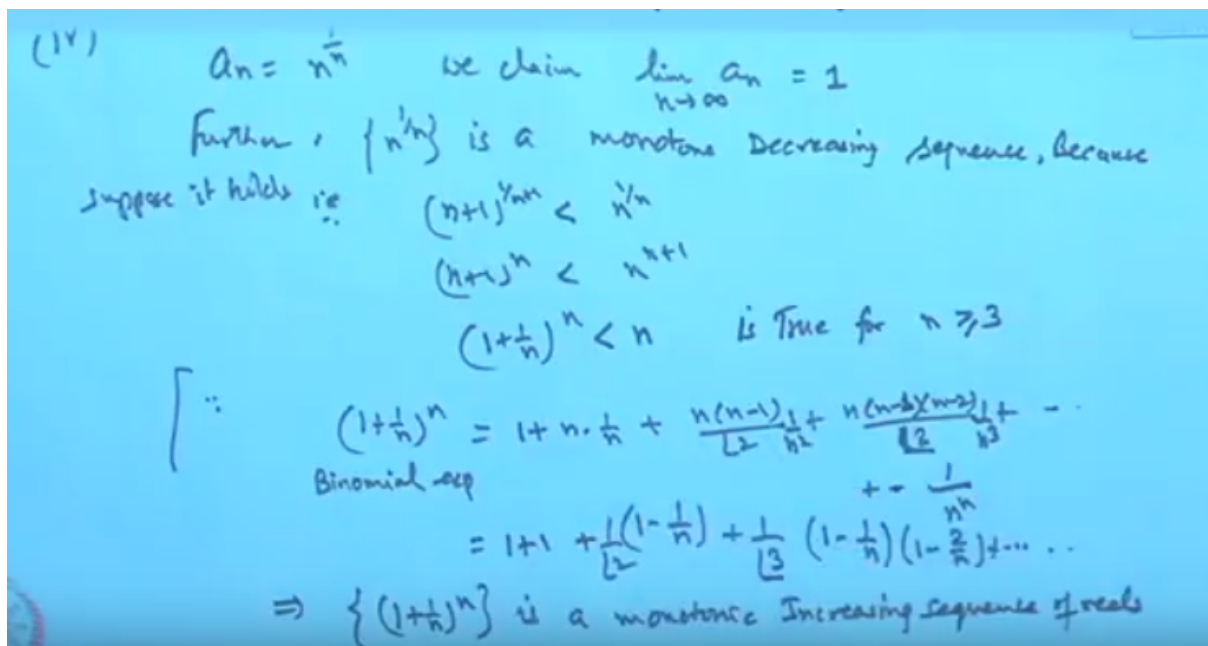 (IV) an = n^{1/n} we claim lim_{n→∞} an = 1
Further, {n^{1/n}} is a monotone Decreasing sequence, Because
suppose it holds ie (n+1)^{1/n+1} < n^{1/n}
(n+1)^n < n^{n+1}
(1+1/n)^n < n is True for n ≥ 3
[ ∵ (1+1/n)^n = 1 + n·1/n + n(n-1)/⌊2 1/n^2 + n(n-1)(n-2)/⌊2 1/n^3 + - ··
Binomial exp + - 1/n^n
= 1+1 + 1/⌊2 (1-1/n) + 1/⌊3 (1-1/n)(1-2/n)+··· ··
⇒ {(1+1/n)^n} is a monotonic Increasing sequence of reals